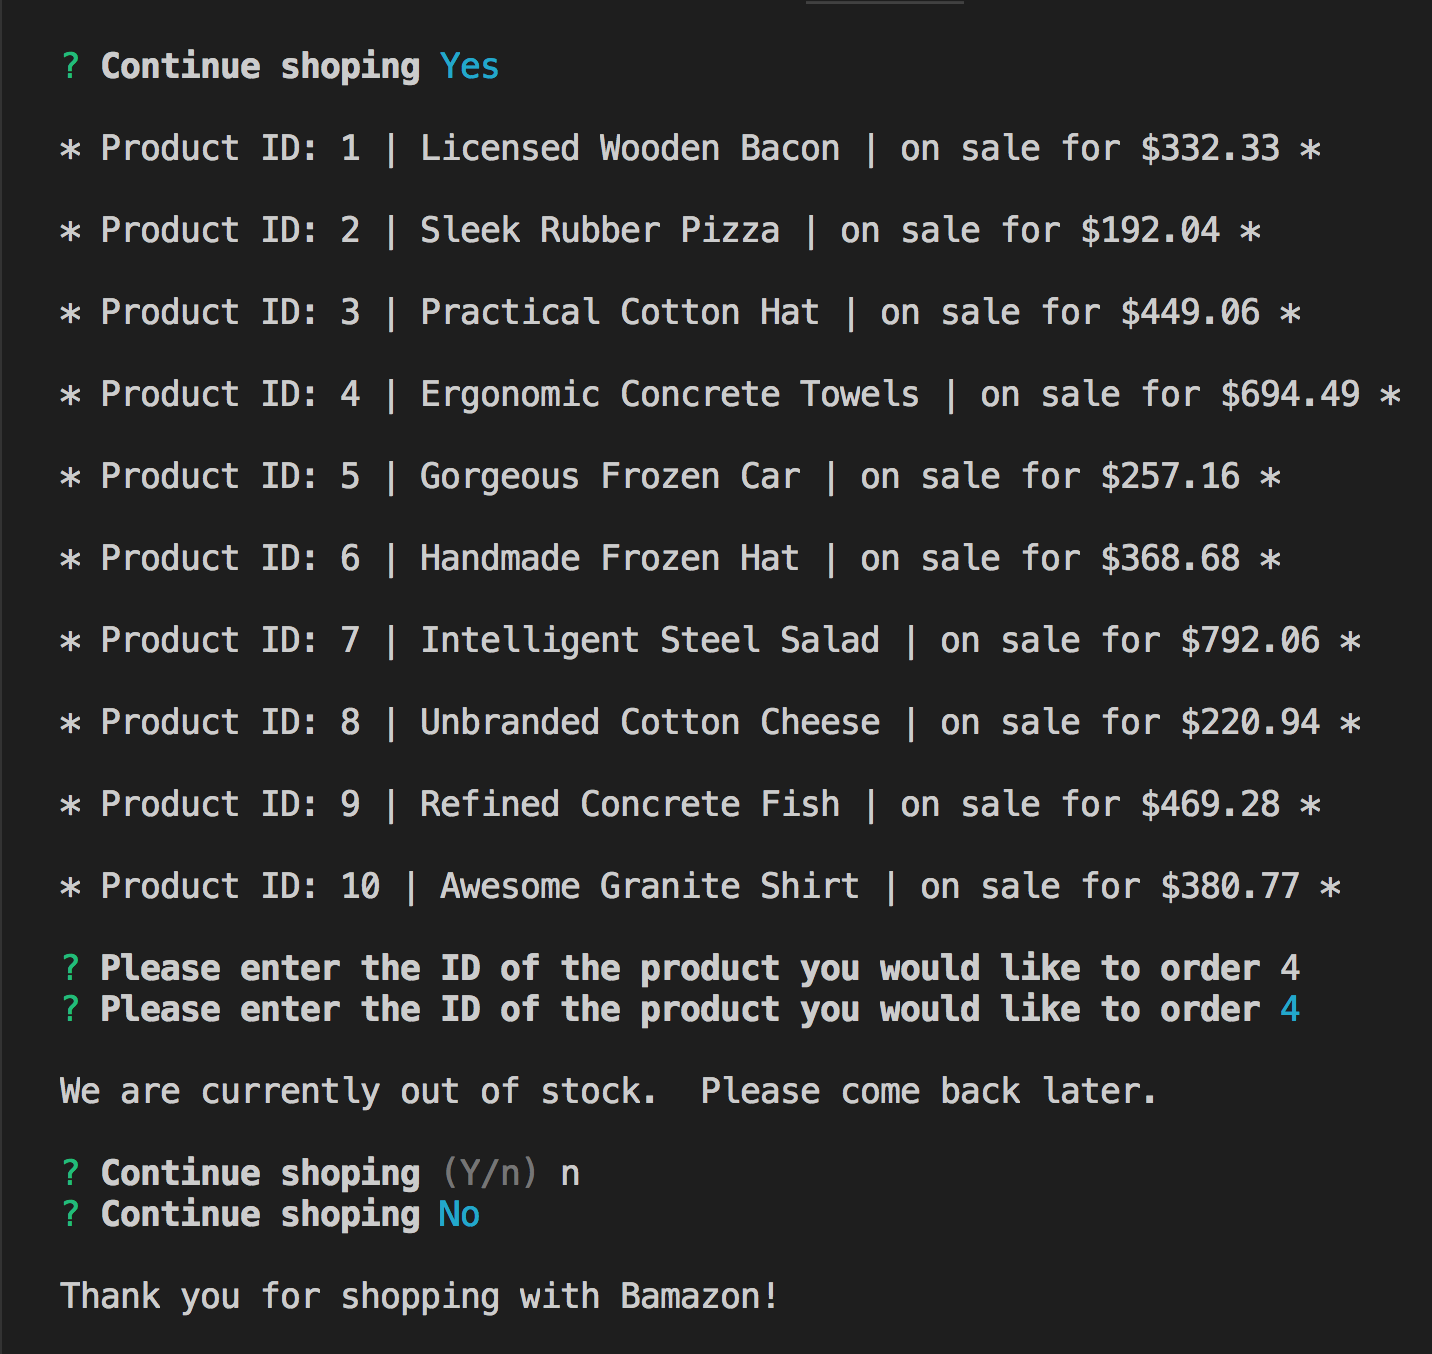 ? Continue shoping Yes
* Product ID: 1 | Licensed Wooden Bacon | on sale for $332.33 *
* Product ID: 2 | Sleek Rubber Pizza | on sale for $192.04 *
* Product ID: 3 | Practical Cotton Hat | on sale for $449.06 *
* Product ID: 4 | Ergonomic Concrete Towels | on sale for $694.49 *
* Product ID: 5 | Gorgeous Frozen Car | on sale for $257.16 *
* Product ID: 6 | Handmade Frozen Hat | on sale for $368.68 *
* Product ID: 7 | Intelligent Steel Salad | on sale for $792.06 *
* Product ID: 8 | Unbranded Cotton Cheese | on sale for $220.94 *
* Product ID: 9 | Refined Concrete Fish | on sale for $469.28 *
* Product ID: 10 | Awesome Granite Shirt | on sale for $380.77 *
? Please enter the ID of the product you would like to order 4
? Please enter the ID of the product you would like to order 4
We are currently out of stock.  Please come back later.
? Continue shoping (Y/n) n
? Continue shoping No
Thank you for shopping with Bamazon!